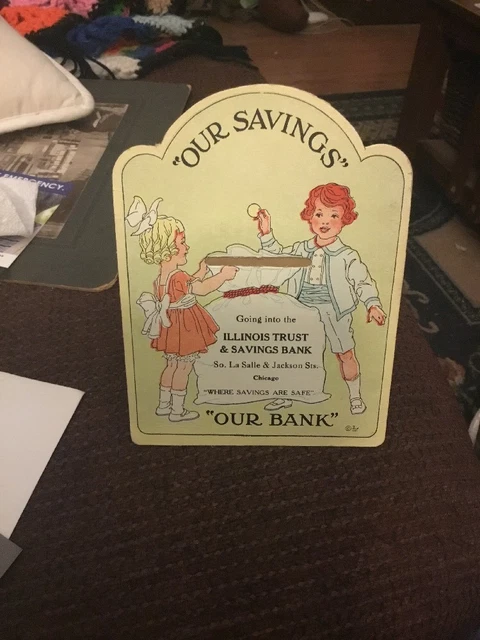 "OUR SAVINGS"
Going into the
ILLINOIS TRUST
& SAVINGS BANK
So. La Salle & Jackson Sts.
Chicago
"WHERE SAVINGS ARE SAFE"
"OUR BANK"
EMERGENCY.